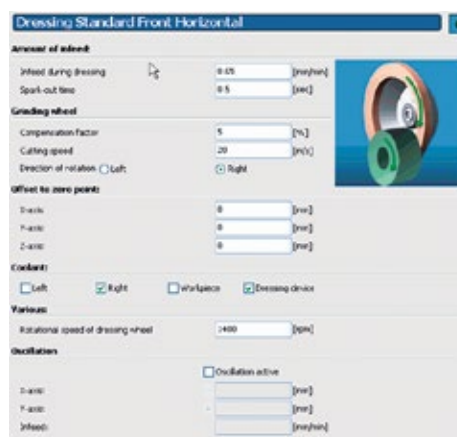 Dressing Standard Front Horizontal
Amount of infeed:
Infeed during dressing 0.05 [mm/min]
Spark-out time 0.5 [sec]
Grinding wheel
Compensation factor 5 [%]
Cutting speed 20 [m/s]
Direction of rotation Left Right
Offset to zero point:
X-axis: 0 [mm]
Y-axis: 0 [mm]
Z-axis: 0 [mm]
Coolant:
Left Right Workpiece Dressing device
Various:
Rotational speed of dressing wheel 1400 [rpm]
Oscillation
Oscillation active
X-axis: [mm]
Y-axis: [mm]
Infeed: [mm/min]